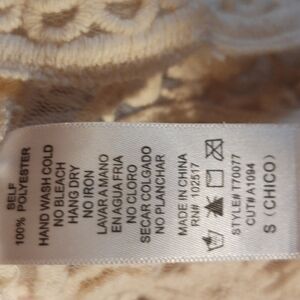 SELF
100% POLYESTER
HAND WASH COLD
NO BLEACH
HANG DRY
NO IRON
LAVAR A MANO
EN AGUA FRIA
NO CLORO
SECAR COLGADO
NO PLANCHAR
MADE IN CHINA
RN# 102517
STYLE# T70077
CUT# A1094
S (CHICO)